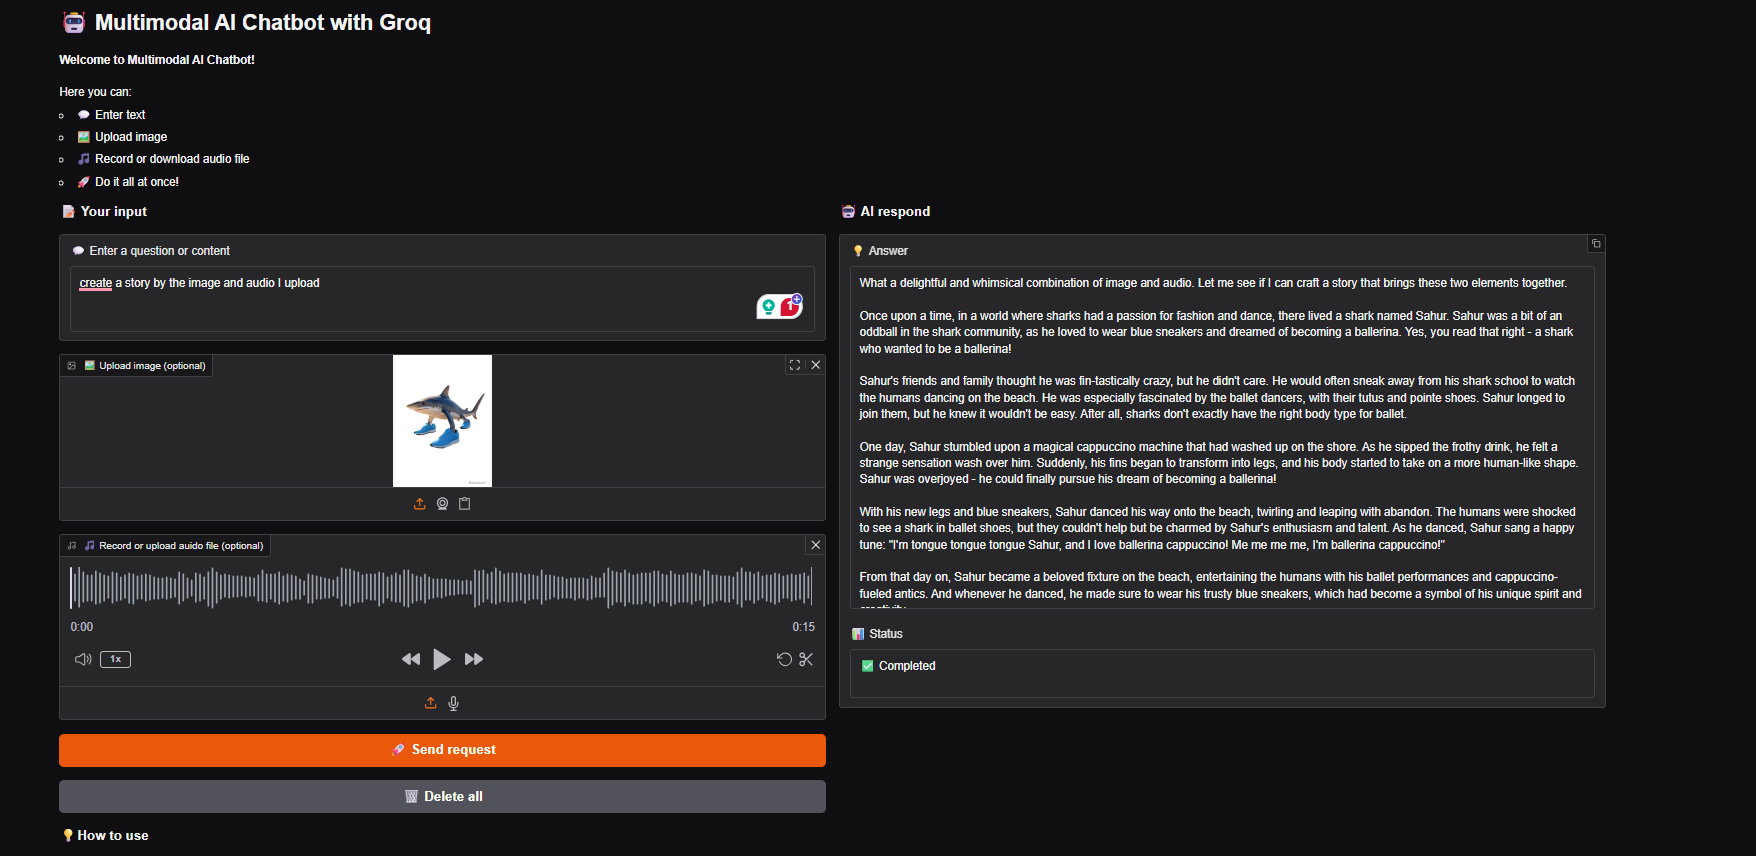 Multimodal AI Chatbot with Groq
Welcome to Multimodal AI Chatbot!
Here you can:
Enter text
Upload image
Record or download audio file
Do it all at once!
Your input
Enter a question or content
create a story by the image and audio I upload
1
Upload image (optional)
Record or upload auido file (optional)
0:00
0:15
1x
Send request
Delete all
How to use
AI respond
Answer
What a delightful and whimsical combination of image and audio. Let me see if I can craft a story that brings these two elements together.
Once upon a time, in a world where sharks had a passion for fashion and dance, there lived a shark named Sahur. Sahur was a bit of an
oddball in the shark community, as he loved to wear blue sneakers and dreamed of becoming a ballerina. Yes, you read that right - a shark
who wanted to be a ballerina!
Sahur's friends and family thought he was fin-tastically crazy, but he didn't care. He would often sneak away from his shark school to watch
the humans dancing on the beach. He was especially fascinated by the ballet dancers, with their tutus and pointe shoes. Sahur longed to
join them, but he knew it wouldn't be easy. After all, sharks don't exactly have the right body type for ballet.
One day, Sahur stumbled upon a magical cappuccino machine that had washed up on the shore. As he sipped the frothy drink, he felt a
strange sensation wash over him. Suddenly, his fins began to transform into legs, and his body started to take on a more human-like shape.
Sahur was overjoyed - he could finally pursue his dream of becoming a ballerina!
With his new legs and blue sneakers, Sahur danced his way onto the beach, twirling and leaping with abandon. The humans were shocked
to see a shark in ballet shoes, but they couldn't help but be charmed by Sahur's enthusiasm and talent. As he danced, Sahur sang a happy
tune: "I'm tongue tongue tongue Sahur, and I love ballerina cappuccino! Me me me me, I'm ballerina cappuccino!"
From that day on, Sahur became a beloved fixture on the beach, entertaining the humans with his ballet performances and cappuccino-
fueled antics. And whenever he danced, he made sure to wear his trusty blue sneakers, which had become a symbol of his unique spirit and
Status
Completed